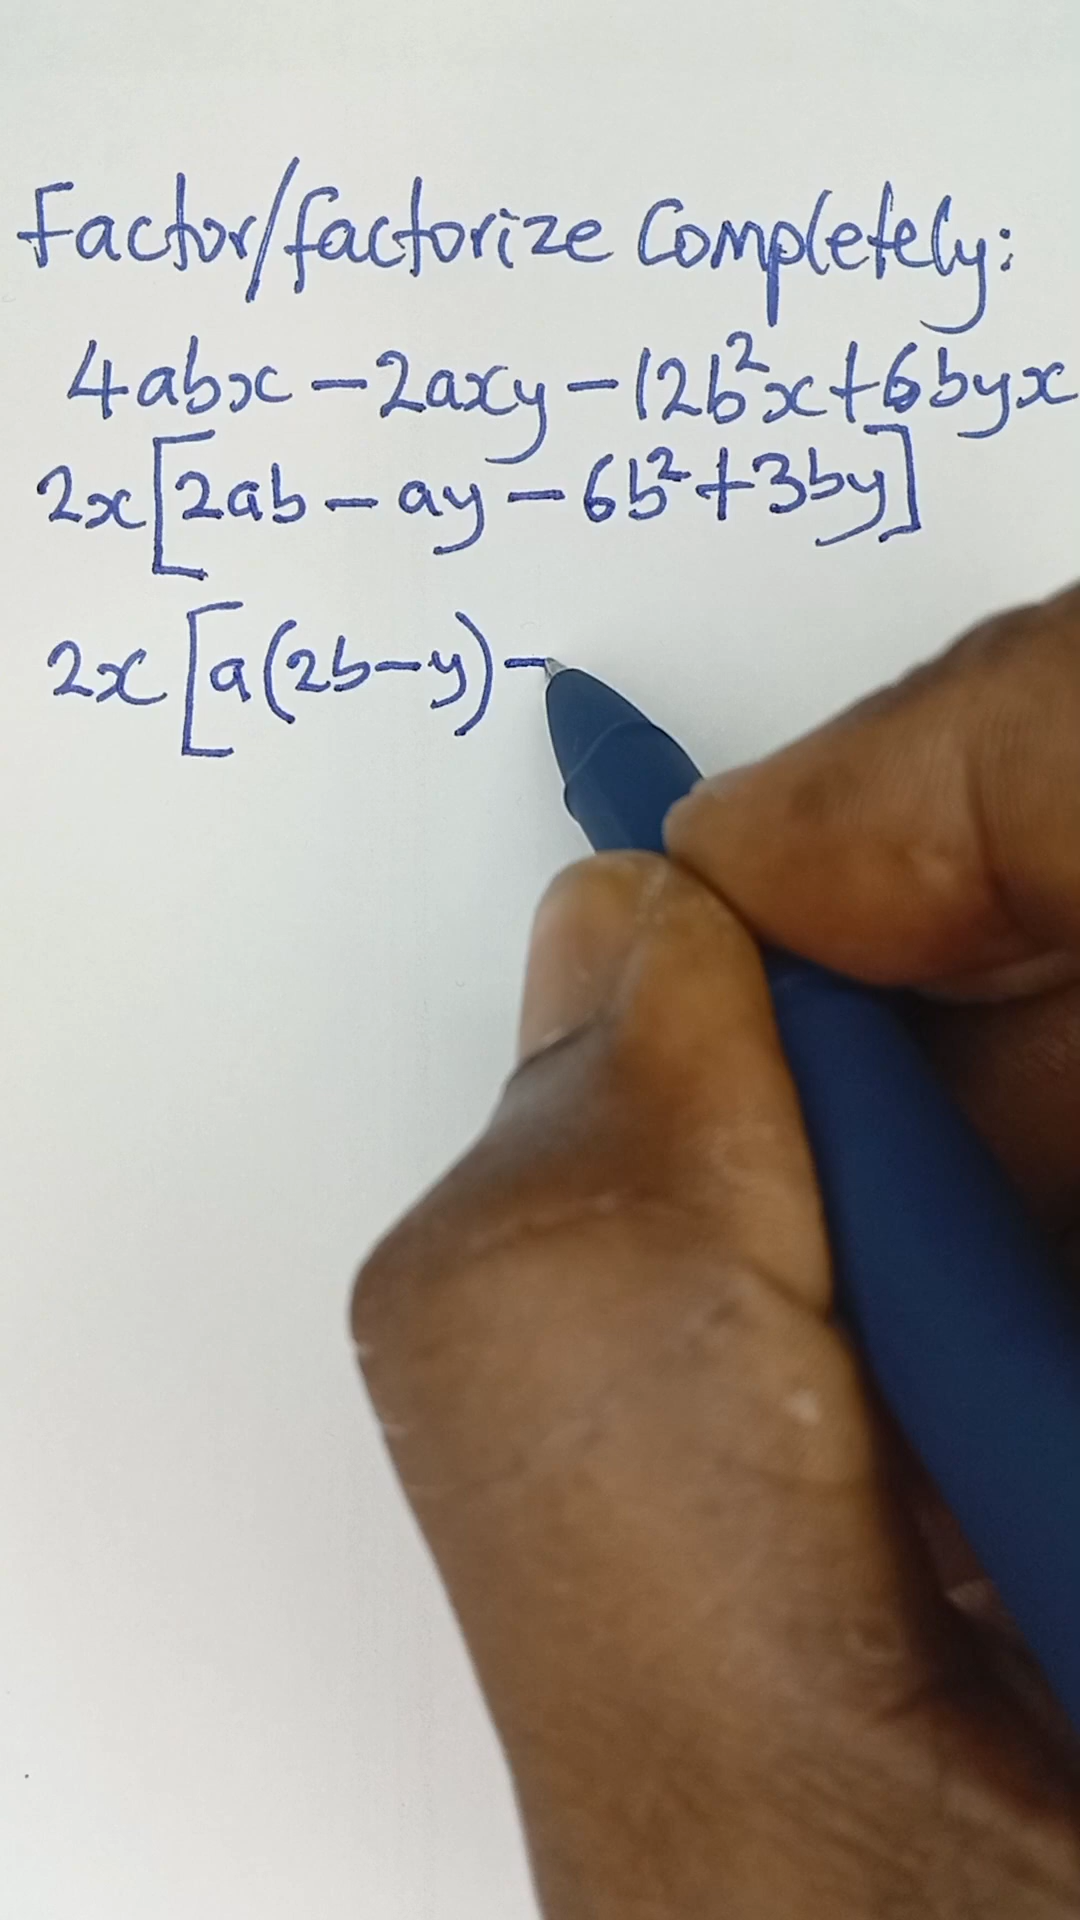 Factor/factorize Completely:
4abx - 2axy - 12b²x + 6byx
2x[2ab - ay - 6b² + 3by]
2x[a(2b-y) -